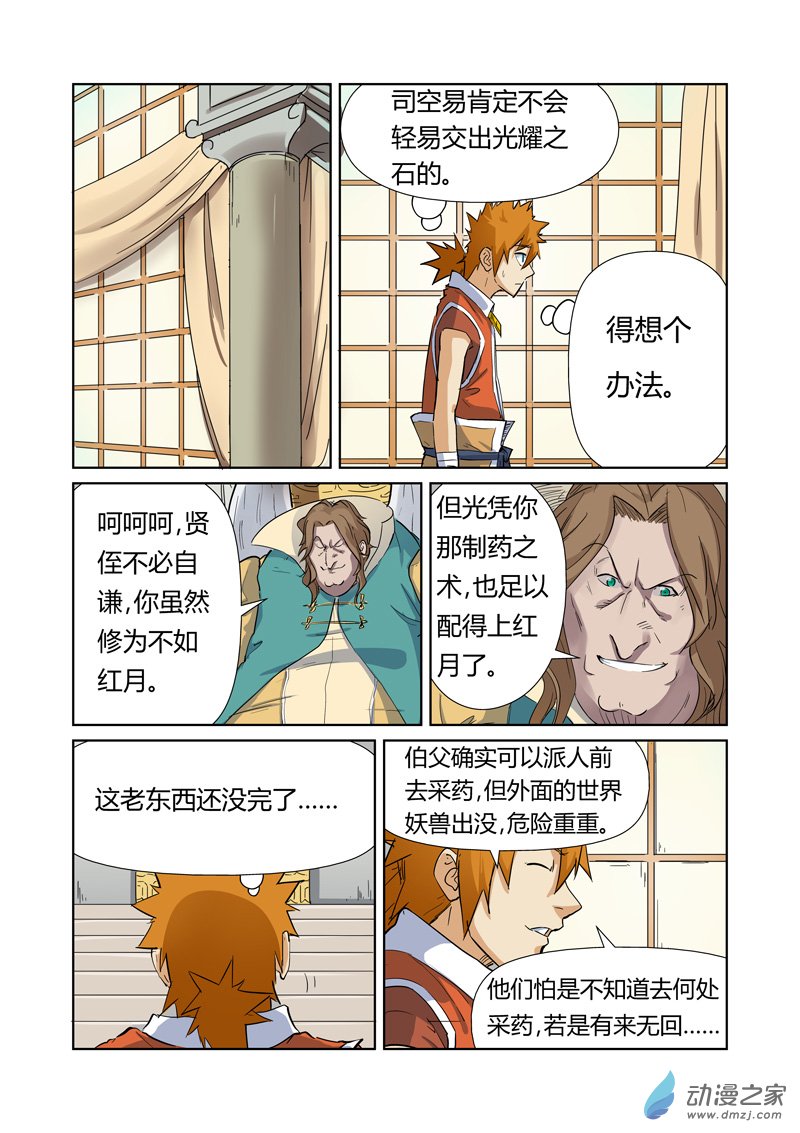 司空易肯定不会
轻易交出光耀之
石的。
得想个
办法。
呵呵呵,贤
侄不必自
谦,你虽然
修为不如
红月。
但光凭你
那制药之
术,也足以
配得上红
月了。
这老东西还没完了……
伯父确实可以派人前
去采药,但外面的世界
妖兽出没,危险重重。
他们怕是不知道去何处
采药,若是有来无回……
动漫之家
www.dmzj.com